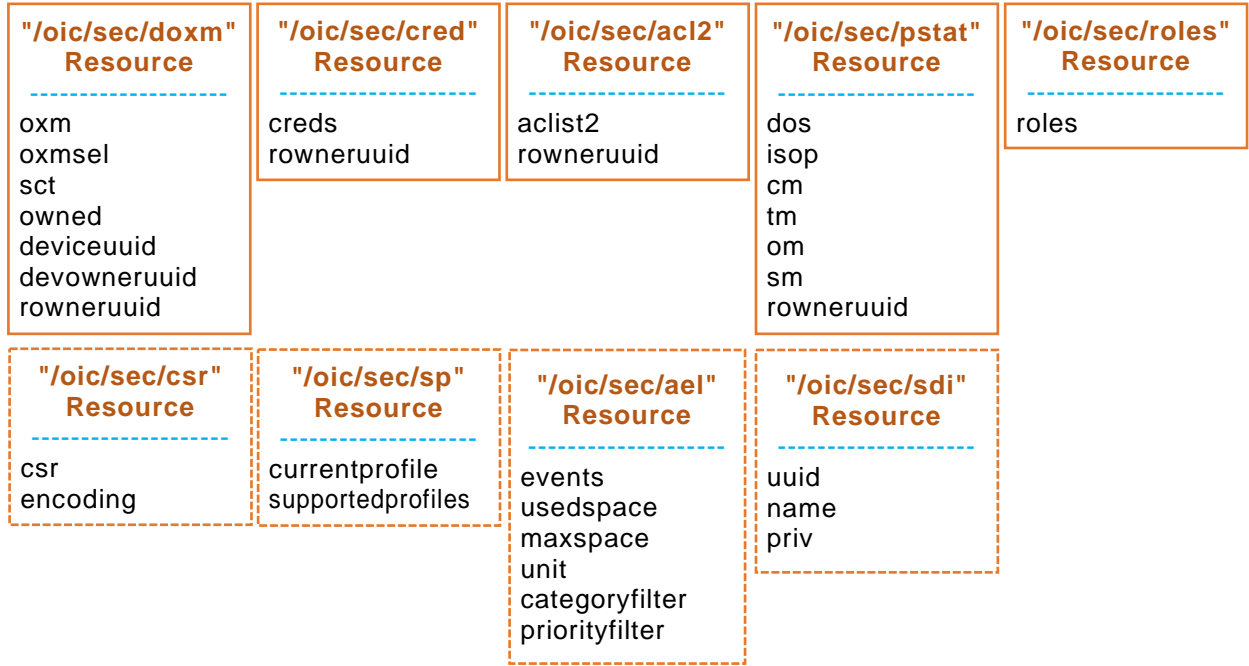 "/oic/sec/doxm"
Resource
oxm
oxmsel
sct
owned
deviceuuid
devowneruuid
rowneruuid
"/oic/sec/cred"
Resource
creds
rowneruuid
"/oic/sec/acl2"
Resource
aclist2
rowneruuid
"/oic/sec/pstat"
Resource
dos
isop
cm
tm
om
sm
rowneruuid
"/oic/sec/roles"
Resource
roles
"/oic/sec/csr"
Resource
csr
encoding
"/oic/sec/sp"
Resource
currentprofile
supportedprofiles
"/oic/sec/ael"
Resource
events
usedspace
maxspace
unit
categoryfilter
priorityfilter
"/oic/sec/sdi"
Resource
uuid
name
priv